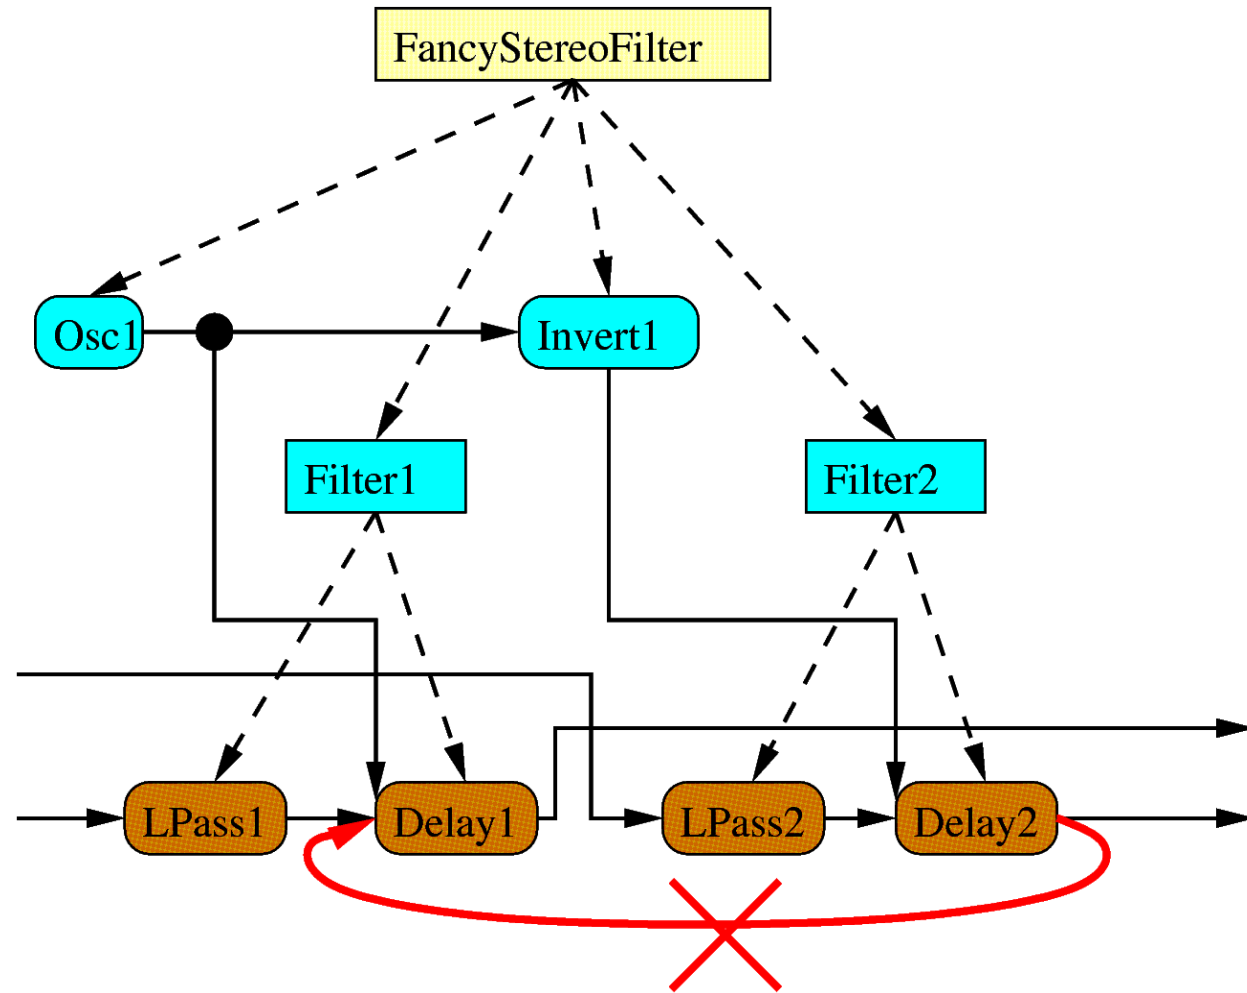 FancyStereoFilter
Osc1
Invert1
Filter1
Filter2
LPass1
Delay1
LPass2
Delay2